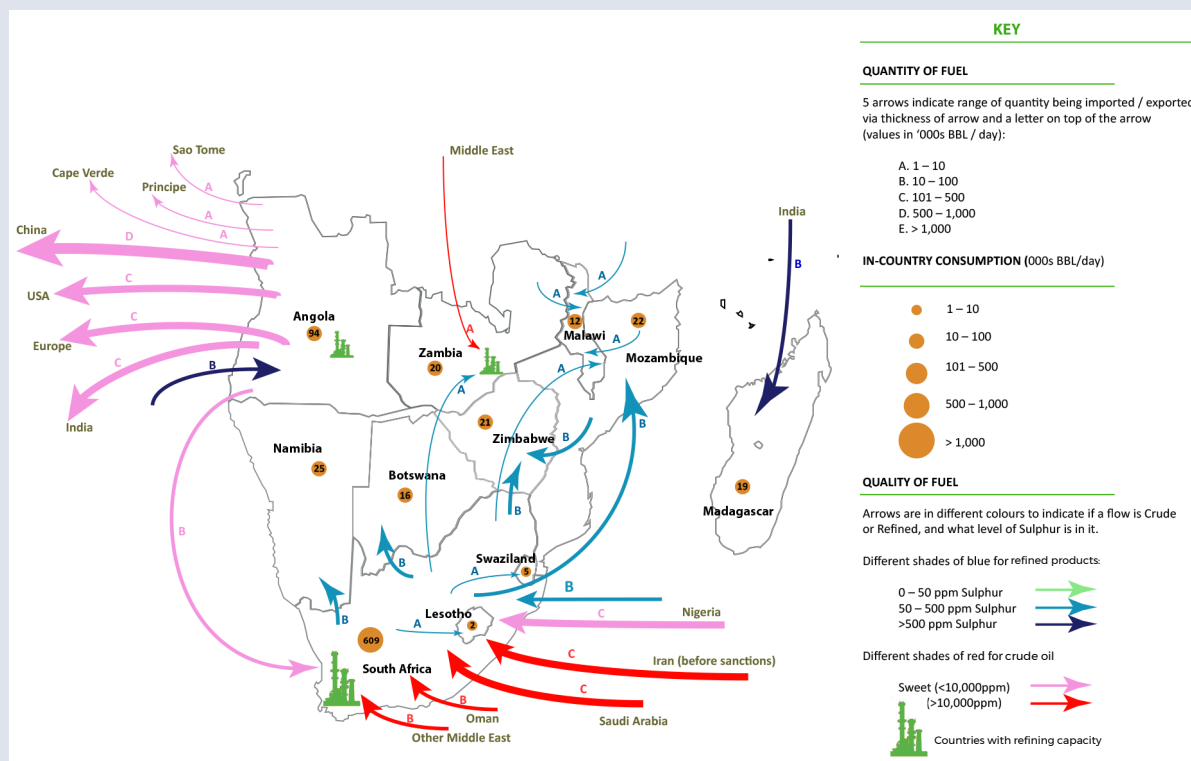 KEY
QUANTITY OF FUEL
5 arrows indicate range of quantity being imported / exported
via thickness of arrow and a letter on top of the arrow
(values in ‘000s BBL / day):
A. 1 – 10
B. 10 – 100
C. 101 – 500
D. 500 – 1,000
E. > 1,000
IN-COUNTRY CONSUMPTION (000s BBL/day)
1 – 10
10 – 100
101 – 500
500 – 1,000
> 1,000
QUALITY OF FUEL
Arrows are in different colours to indicate if a flow is Crude
or Refined, and what level of Sulphur is in it.
Different shades of blue for refined products:
0 – 50 ppm Sulphur
50 – 500 ppm Sulphur
>500 ppm Sulphur
Different shades of red for crude oil
Sweet (<10,000ppm)
(>10,000ppm)
Countries with refining capacity
Sao Tome
A
Cape Verde
Principe
A
A
China
D
USA
C
Europe
C
India
C
B
B
Middle East
A
India
B
Angola
94
Zambia
20
A
A
A
12
Malawi
22
A
Mozambique
A
21
Zimbabwe
B
B
B
Namibia
25
Botswana
16
B
Madagascar
19
Swaziland
5
A
B
Lesotho
2
A
B
609
South Africa
C
Nigeria
C
Iran (before sanctions)
C
Saudi Arabia
B
Oman
B
Other Middle East